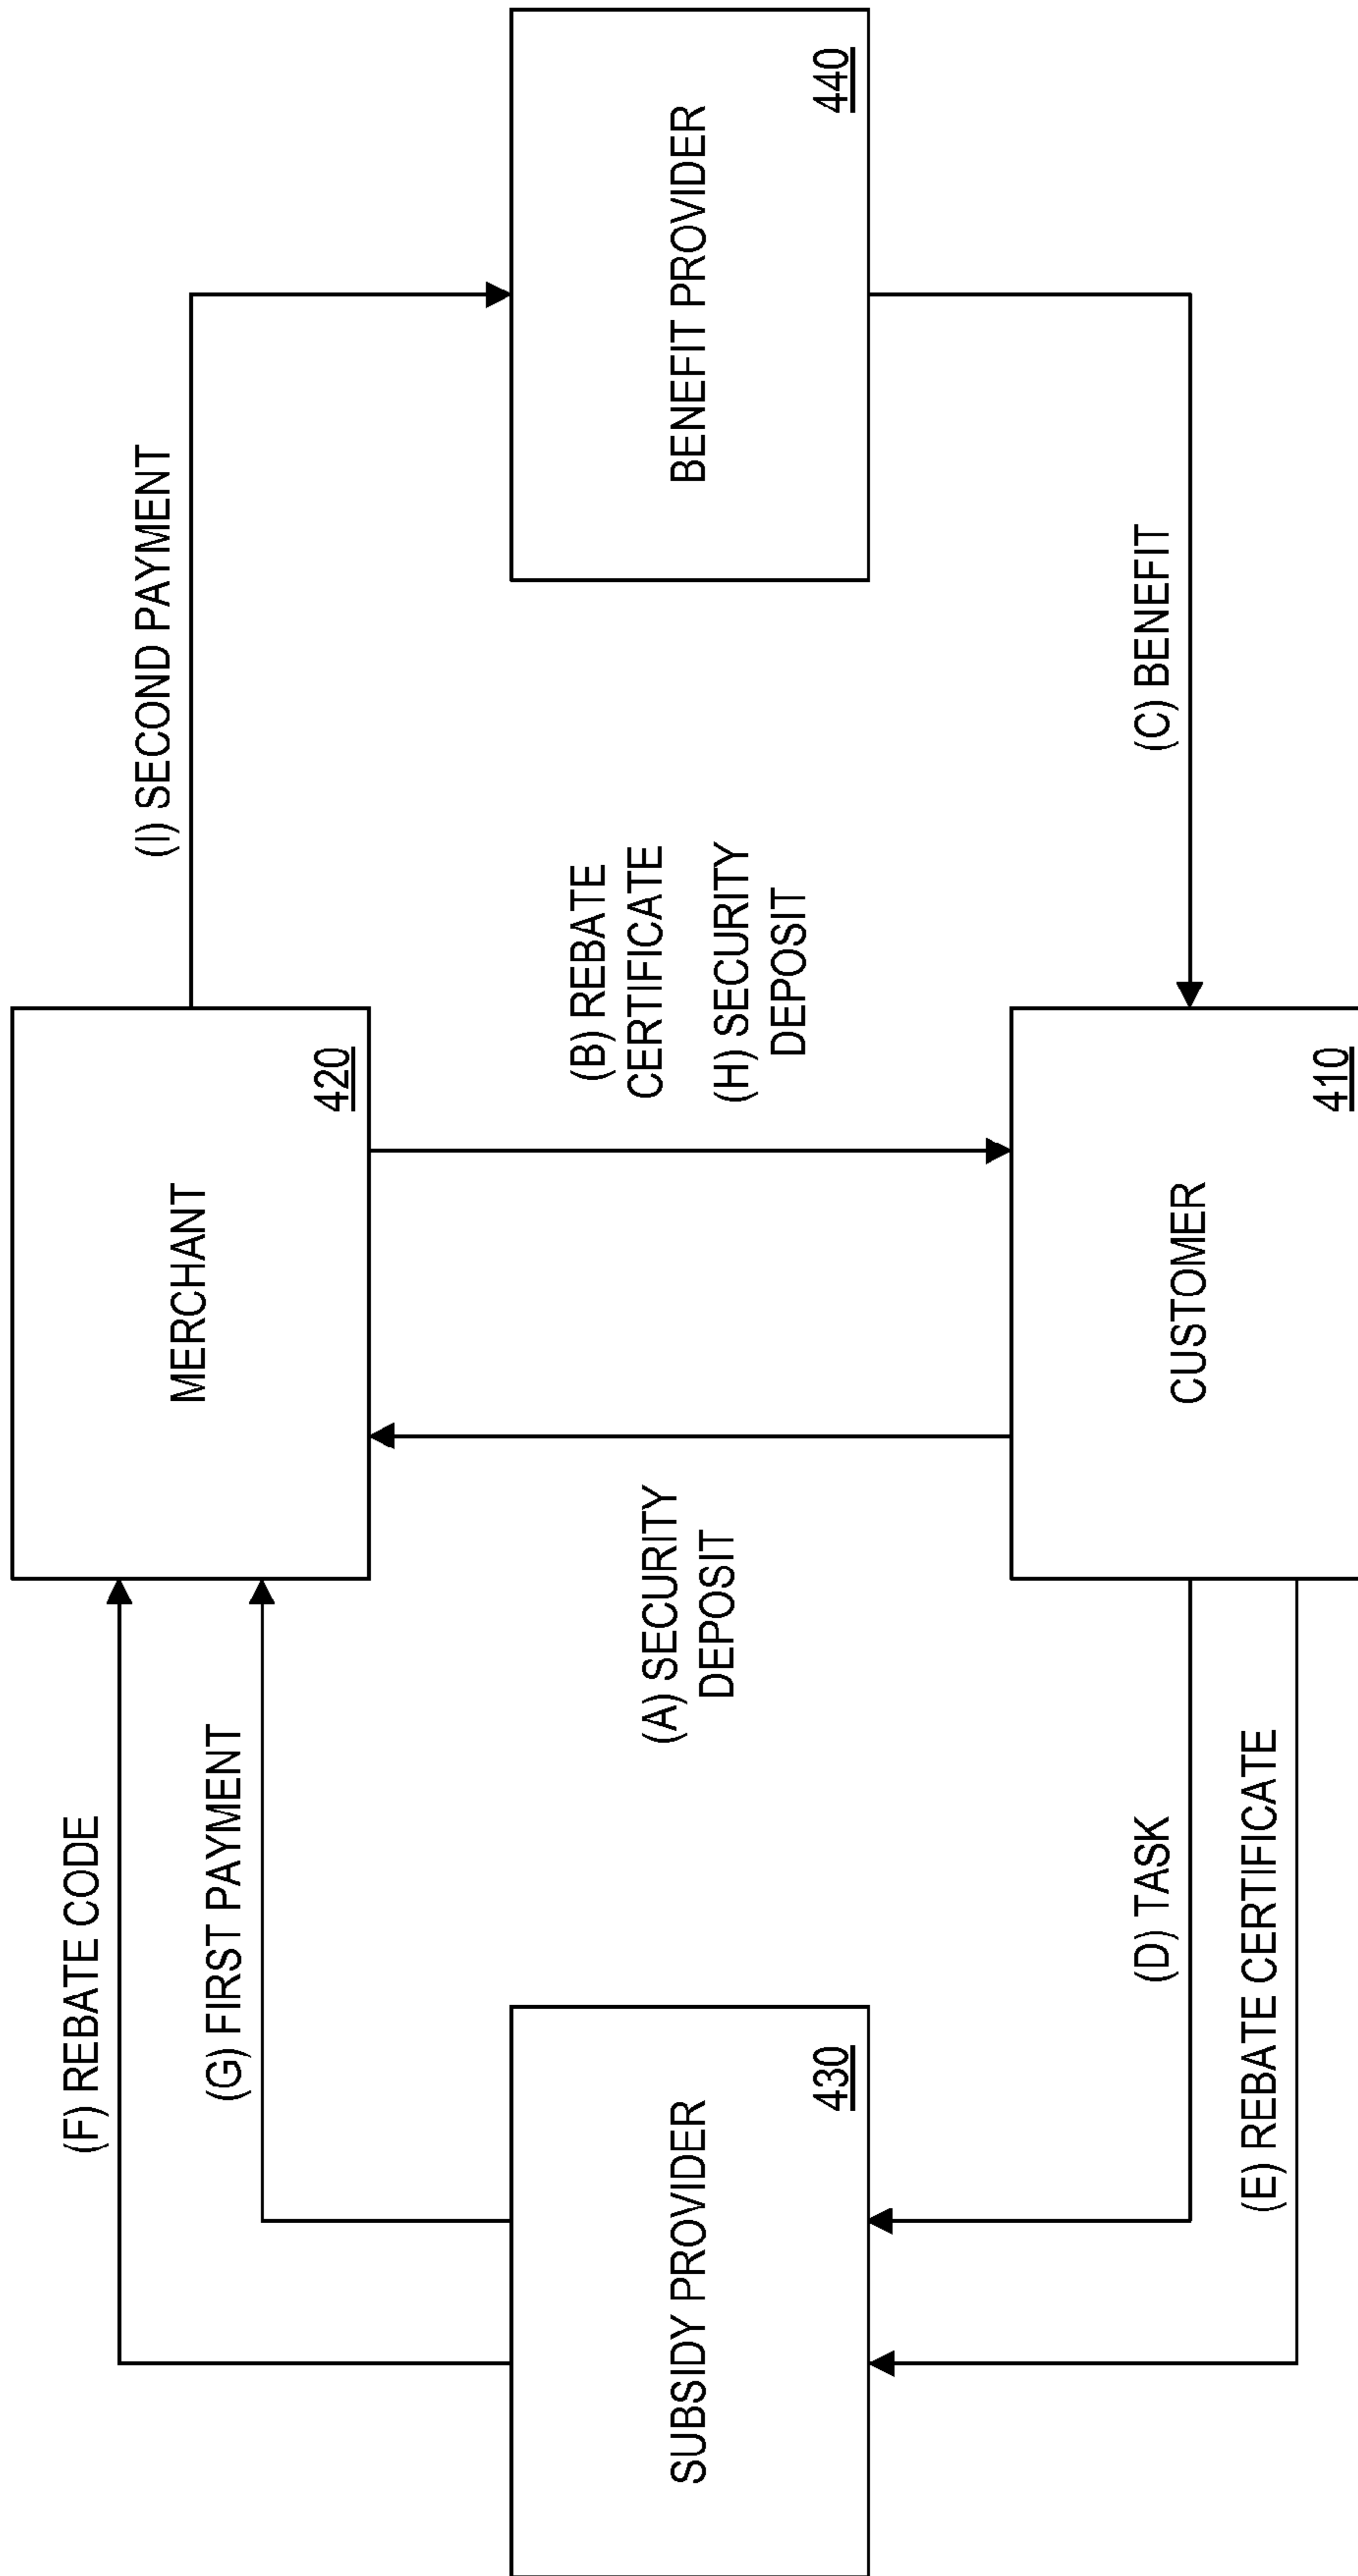 (F) REBATE CODE
(G) FIRST PAYMENT
MERCHANT
420
(I) SECOND PAYMENT
SUBSIDY PROVIDER
430
(A) SECURITY
DEPOSIT
(B) REBATE
CERTIFICATE
(H) SECURITY
DEPOSIT
BENEFIT PROVIDER
440
(D) TASK
(E) REBATE CERTIFICATE
CUSTOMER
410
(C) BENEFIT